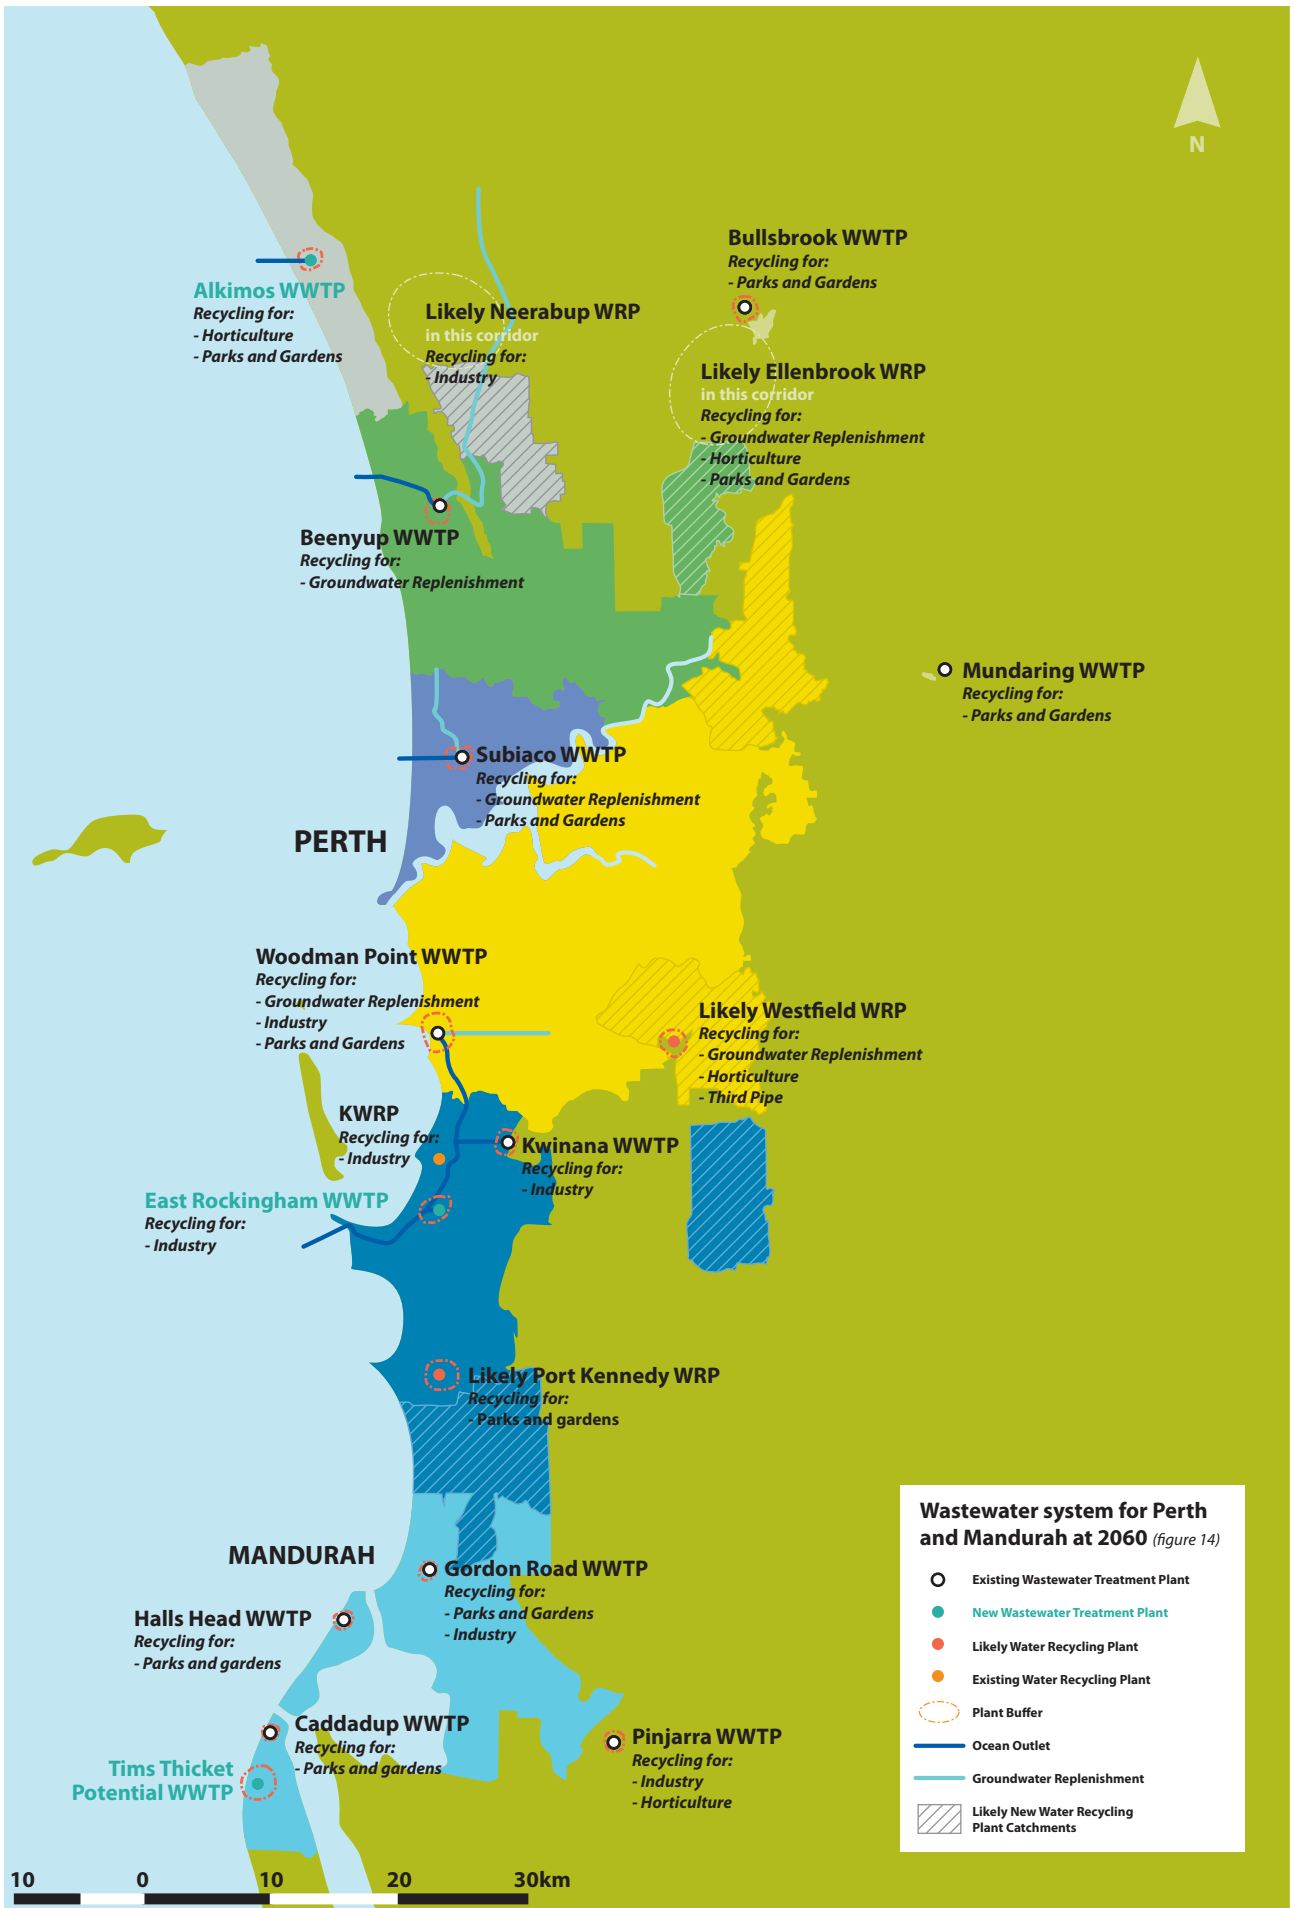 N
Bullsbrook WWTP
Recycling for:
- Parks and Gardens
Alkimos WWTP
Recycling for:
- Horticulture
- Parks and Gardens
Likely Neerabup WRP
in this corridor
Recycling for:
- Industry
Likely Ellenbrook WRP
in this corridor
Recycling for:
- Groundwater Replenishment
- Horticulture
- Parks and Gardens
Beenyup WWTP
Recycling for:
- Groundwater Replenishment
Mundaring WWTP
Recycling for:
- Parks and Gardens
Subiaco WWTP
Recycling for:
- Groundwater Replenishment
- Parks and Gardens
PERTH
Woodman Point WWTP
Recycling for:
- Groundwater Replenishment
- Industry
- Parks and Gardens
Likely Westfield WRP
Recycling for:
- Groundwater Replenishment
- Horticulture
- Third Pipe
KWRP
Recycling for:
- Industry
Kwinana WWTP
Recycling for:
- Industry
East Rockingham WWTP
Recycling for:
- Industry
Likely Port Kennedy WRP
Recycling for:
- Parks and gardens
MANDURAH
Gordon Road WWTP
Recycling for:
- Parks and Gardens
- Industry
Halls Head WWTP
Recycling for:
- Parks and gardens
Caddadup WWTP
Recycling for:
- Parks and gardens
Pinjarra WWTP
Recycling for:
- Industry
- Horticulture
Tims Thicket
Potential WWTP
Wastewater system for Perth
and Mandurah at 2060 (figure 14)
Existing Wastewater Treatment Plant
New Wastewater Treatment Plant
Likely Water Recycling Plant
Existing Water Recycling Plant
Plant Buffer
Ocean Outlet
Groundwater Replenishment
Likely New Water Recycling
Plant Catchments
10 0 10 20 30km